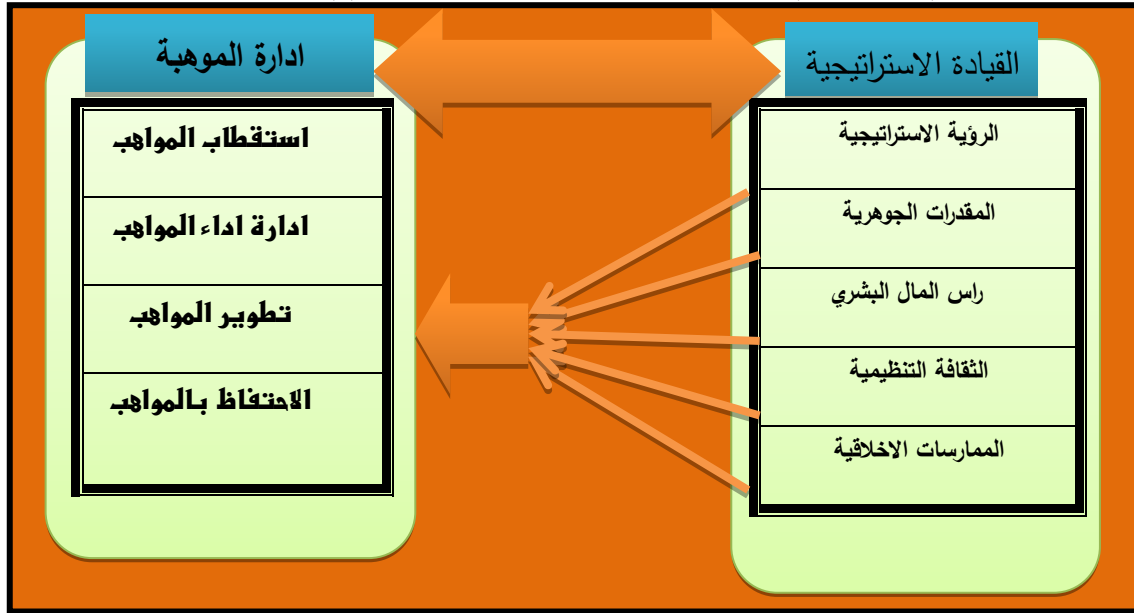 القيادة الاستراتيجية
الرؤية الاستراتيجية
المقدرات الجوهرية
راس المال البشري
الثقافة التنظيمية
الممارسات الاخلاقية
ادارة الموهبة
استقطاب المواهب
ادارة اداء المواهب
تطوير المواهب
الاحتفاظ بالمواهب